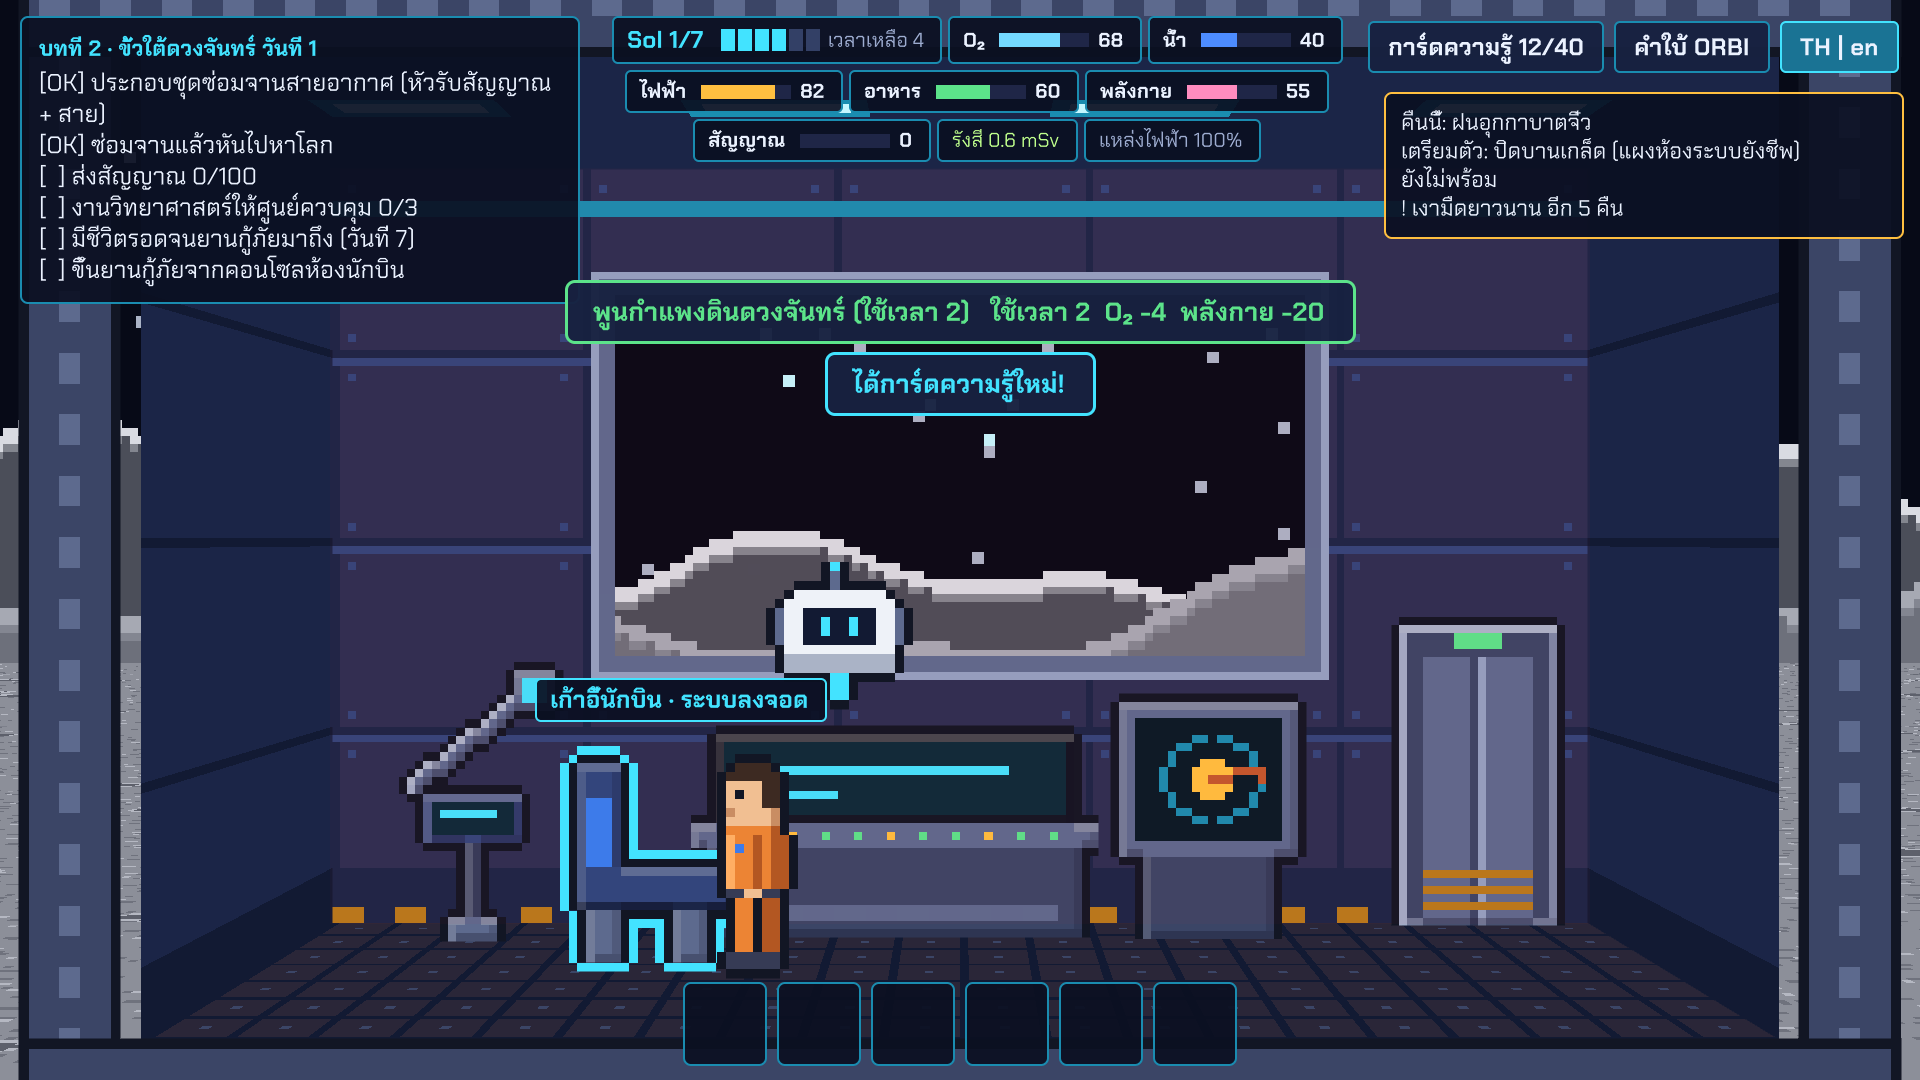 บทที่ 2 · ขั้วใต้ดวงจันทร์ วันที่ 1
[OK] ประกอบชุดซ่อมจานสายอากาศ (หัวรับสัญญาณ
+ สาย)
[OK] ซ่อมจานแล้วหันไปหาโลก
[ ] ส่งสัญญาณ 0/100
[ ] งานวิทยาศาสตร์ให้ศูนย์ควบคุม 0/3
[ ] มีชีวิตรอดจนยานกู้ภัยมาถึง (วันที่ 7)
[ ] ขึ้นยานกู้ภัยจากคอนโซลห้องนักบิน
Sol 1/7 เวลาเหลือ 4
O₂ 68
น้ำ 40
ไฟฟ้า 82
อาหาร 60
พลังกาย 55
สัญญาณ 0
รังสี 0.6 mSv
แหล่งไฟฟ้า 100%
การ์ดความรู้ 12/40
คำใบ้ ORBI
TH | en
คืนนี้: ฝนอุกกาบาตจิ๋ว
เตรียมตัว: ปิดบานเกล็ด (แผงห้องระบบยังชีพ)
ยังไม่พร้อม
! เงามืดยาวนาน อีก 5 คืน
พูนกำแพงดินดวงจันทร์ (ใช้เวลา 2) ใช้เวลา 2 O₂ -4 พลังกาย -20
ได้การ์ดความรู้ใหม่!
เก้าอี้นักบิน · ระบบลงจอด